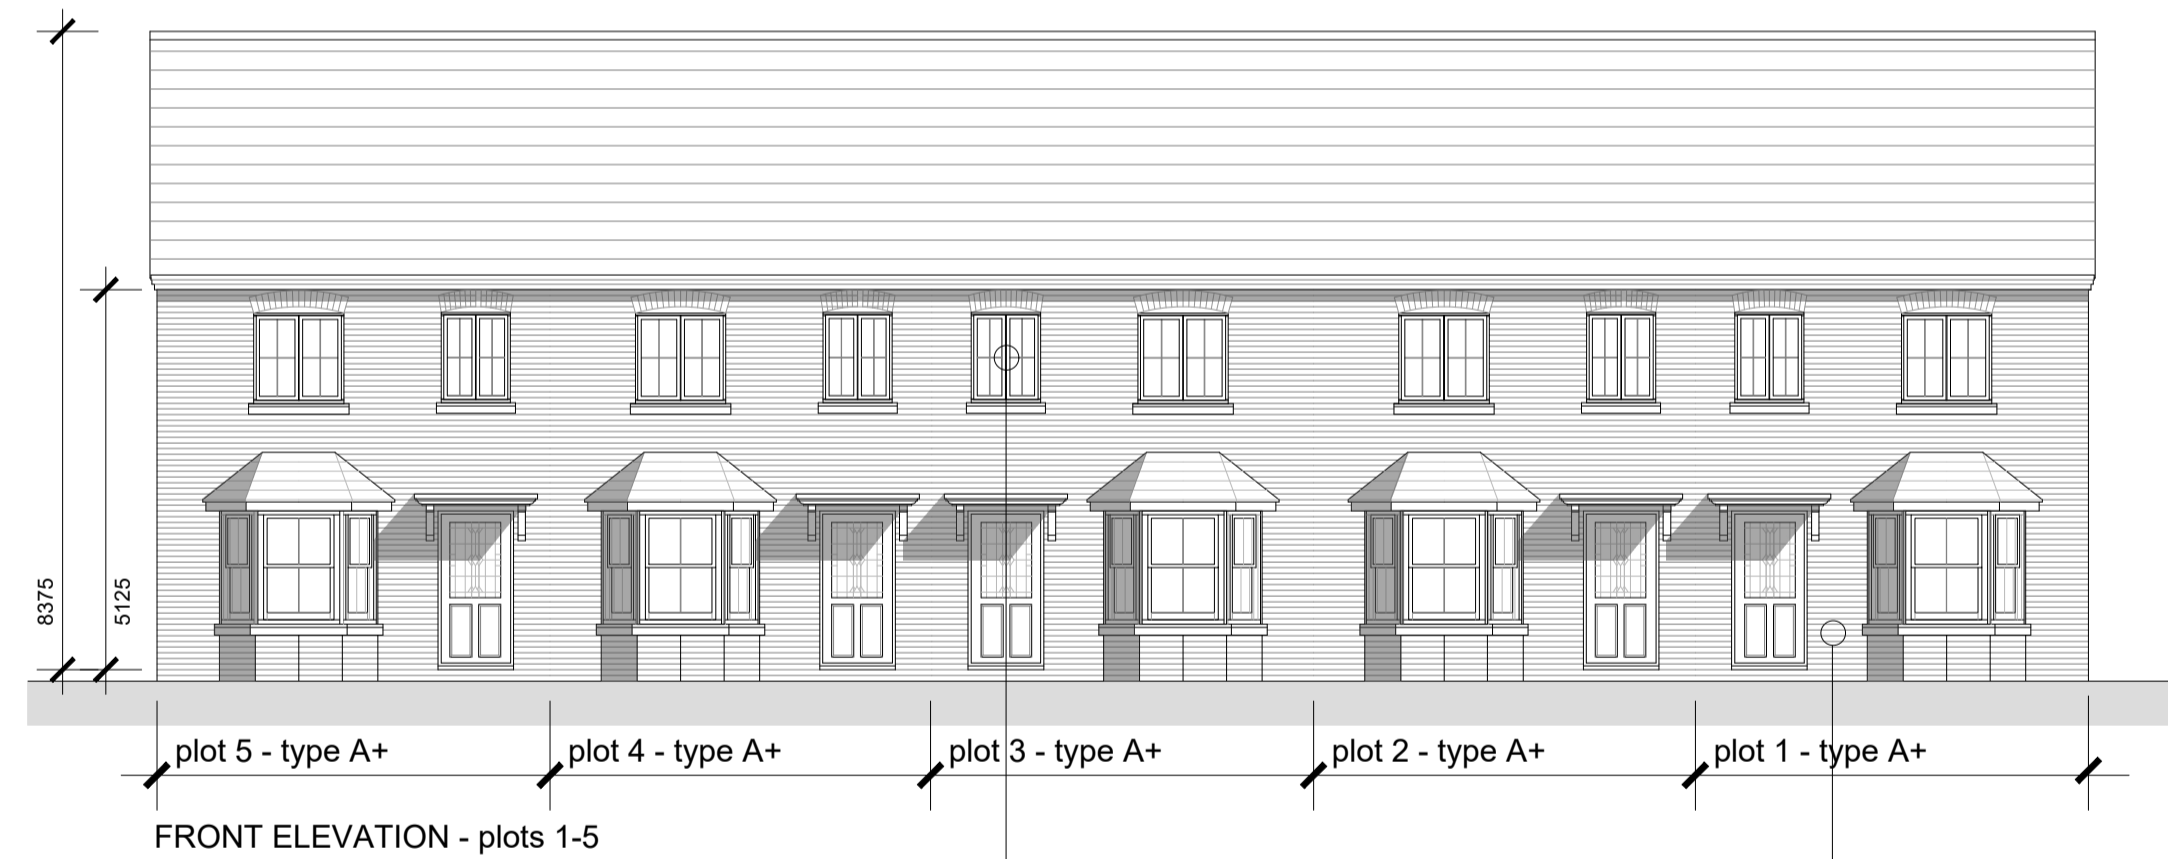 8375
5125
plot 5 - type A+
plot 4 - type A+
plot 3 - type A+
plot 2 - type A+
plot 1 - type A+
FRONT ELEVATION - plots 1-5